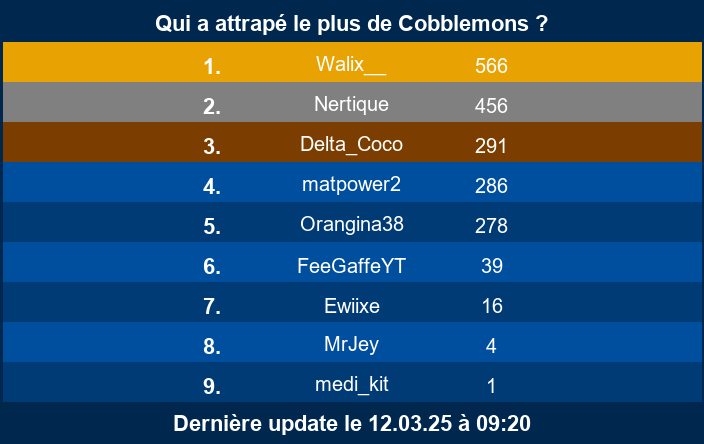 Qui a attrapé le plus de Cobblemons ?
1. Walix__ 566
2. Nertique 456
3. Delta_Coco 291
4. matpower2 286
5. Orangina38 278
6. FeeGaffeYT 39
7. Ewiixe 16
8. MrJey 4
9. medi_kit 1
Dernière update le 12.03.25 à 09:20